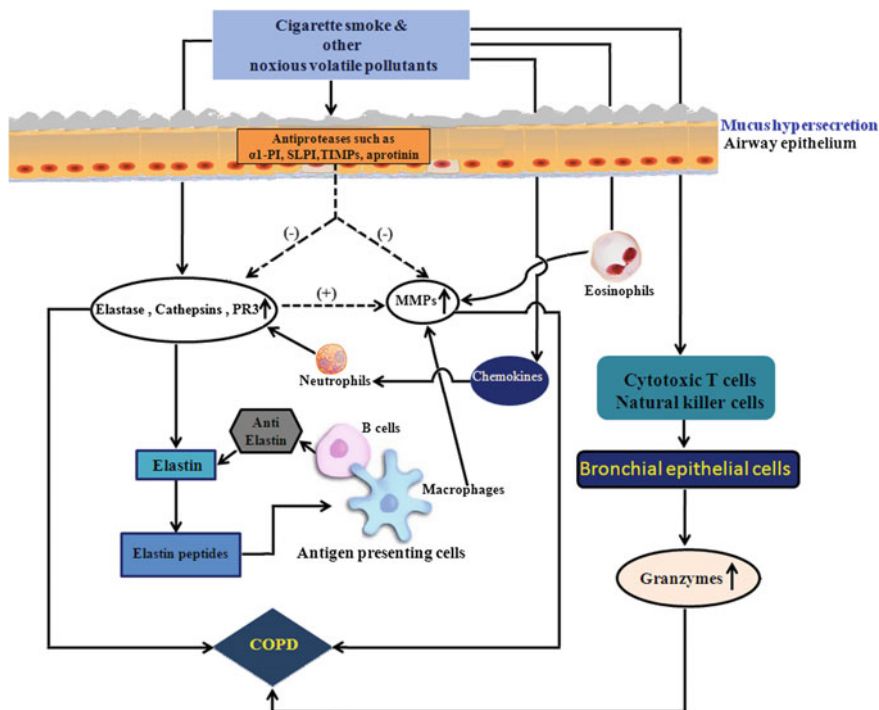 Cigarette smoke &
other
noxious volatile pollutants
Mucus hypersecretion
Airway epithelium
Antiproteases such as
α1-PI, SLPI,TIMPs, aprotinin
(-)
(-)
Elastase , Cathepsins , PR3
(+)
MMPs
Eosinophils
Neutrophils
Chemokines
Cytotoxic T cells
Natural killer cells
Anti
Elastin
B cells
Elastin
Macrophages
Bronchial epithelial cells
Elastin peptides
Antigen presenting cells
Granzymes
COPD